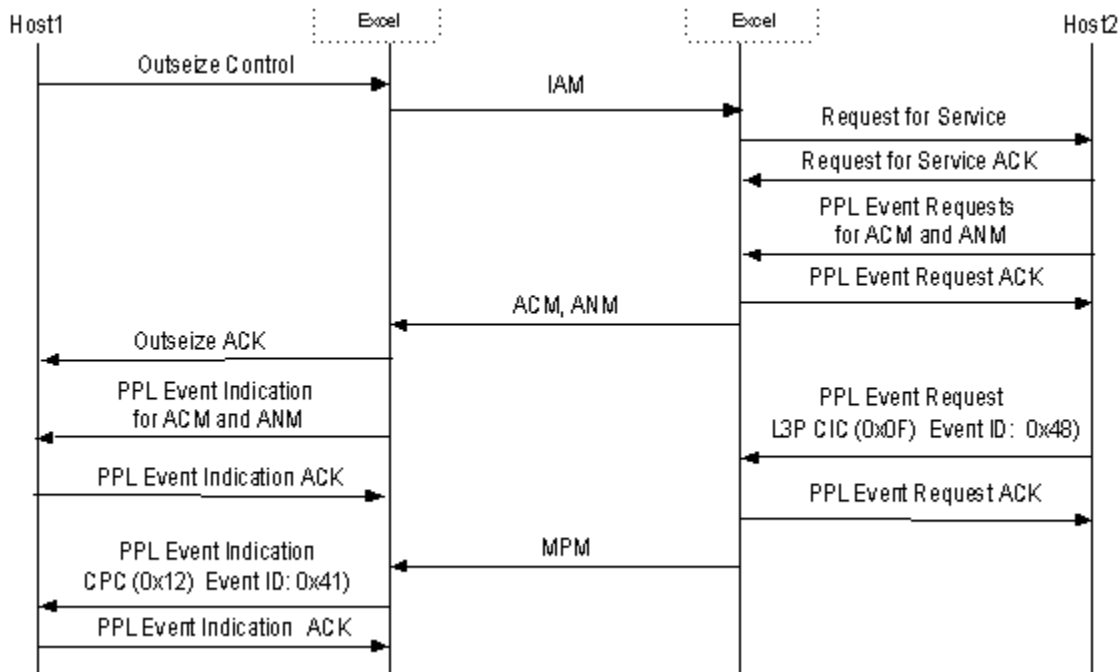 Host1
Excel
Excel
Host2
Outseize Control
IAM
Request for Service
Request for Service ACK
PPL Event Requests
for ACM and ANM
PPL Event Request ACK
ACM, ANM
Outseize ACK
PPL Event Indication
for ACM and ANM
PPL Event Request
L3P CIC (0x0F) Event ID: 0x48)
PPL Event Indication ACK
PPL Event Request ACK
MPM
PPL Event Indication
CPC (0x12) Event ID: 0x41)
PPL Event Indication ACK